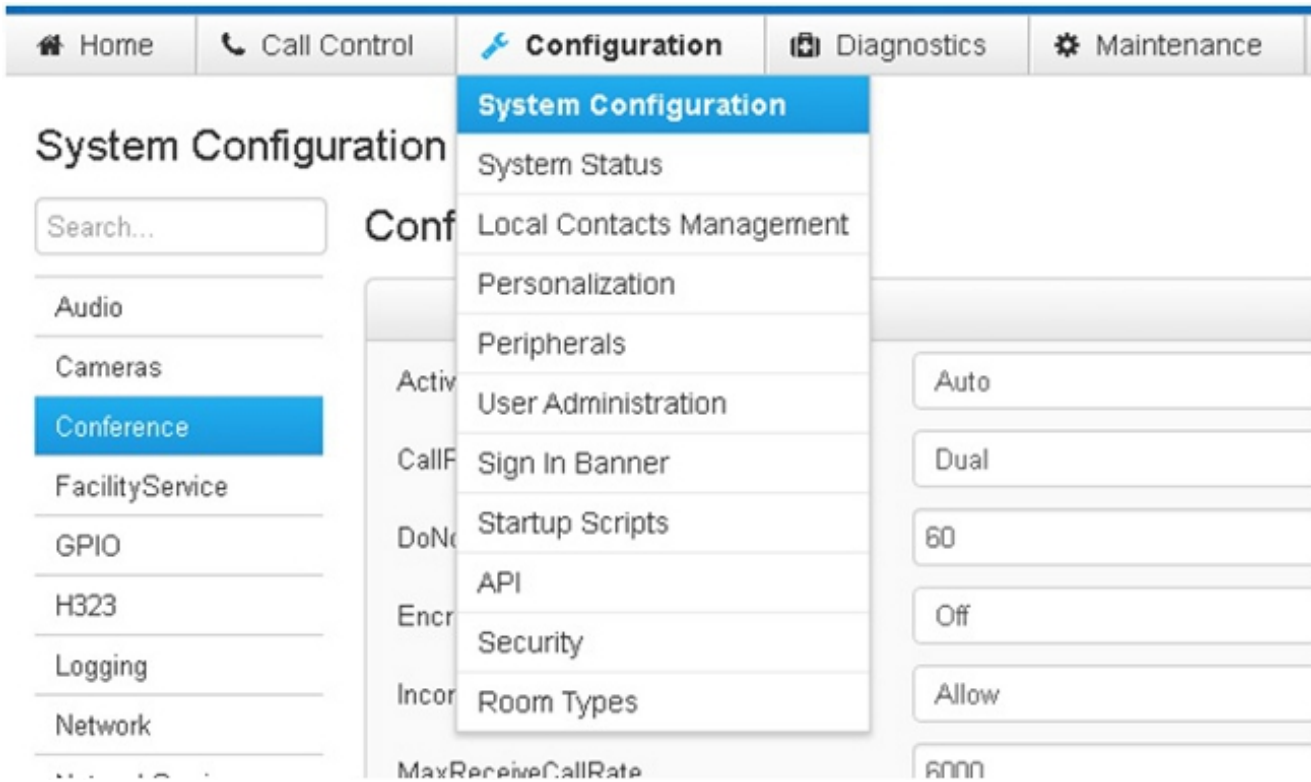 Home Call Control Configuration Diagnostics Maintenance
System Configuration
System Status
Local Contacts Management
Personalization
Peripherals
User Administration
Sign In Banner
Startup Scripts
API
Security
Room Types
System Configuration
Search...
Audio
Cameras
Conference
FacilityService
GPIO
H323
Logging
Network
Conf
Activ Auto
CallF Dual
DoNo 60
Encr Off
Incor Allow
MaxReceiveCallRate 6000